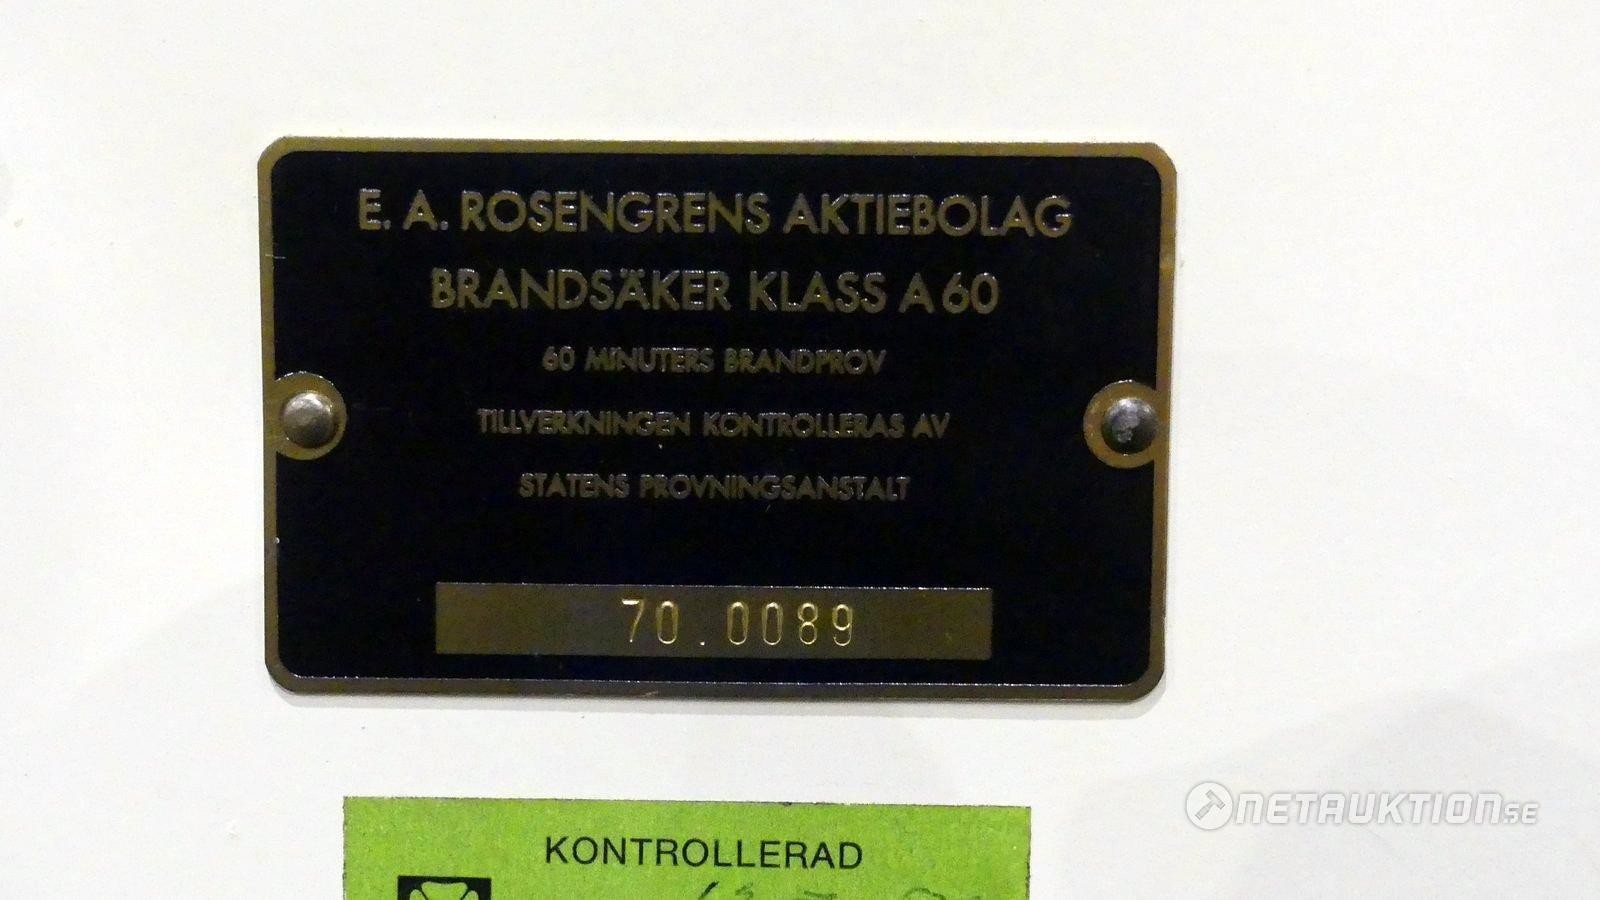 E. A. ROSENGRENS AKTIEBOLAG
BRANDSÄKER KLASS A 60
60 MINUTERS BRANDPROV
TILLVERKNINGEN KONTROLLERAS AV
STATENS PROVNINGSANSTALT
70.0089
KONTROLLERAD
NETAUKTION.SE